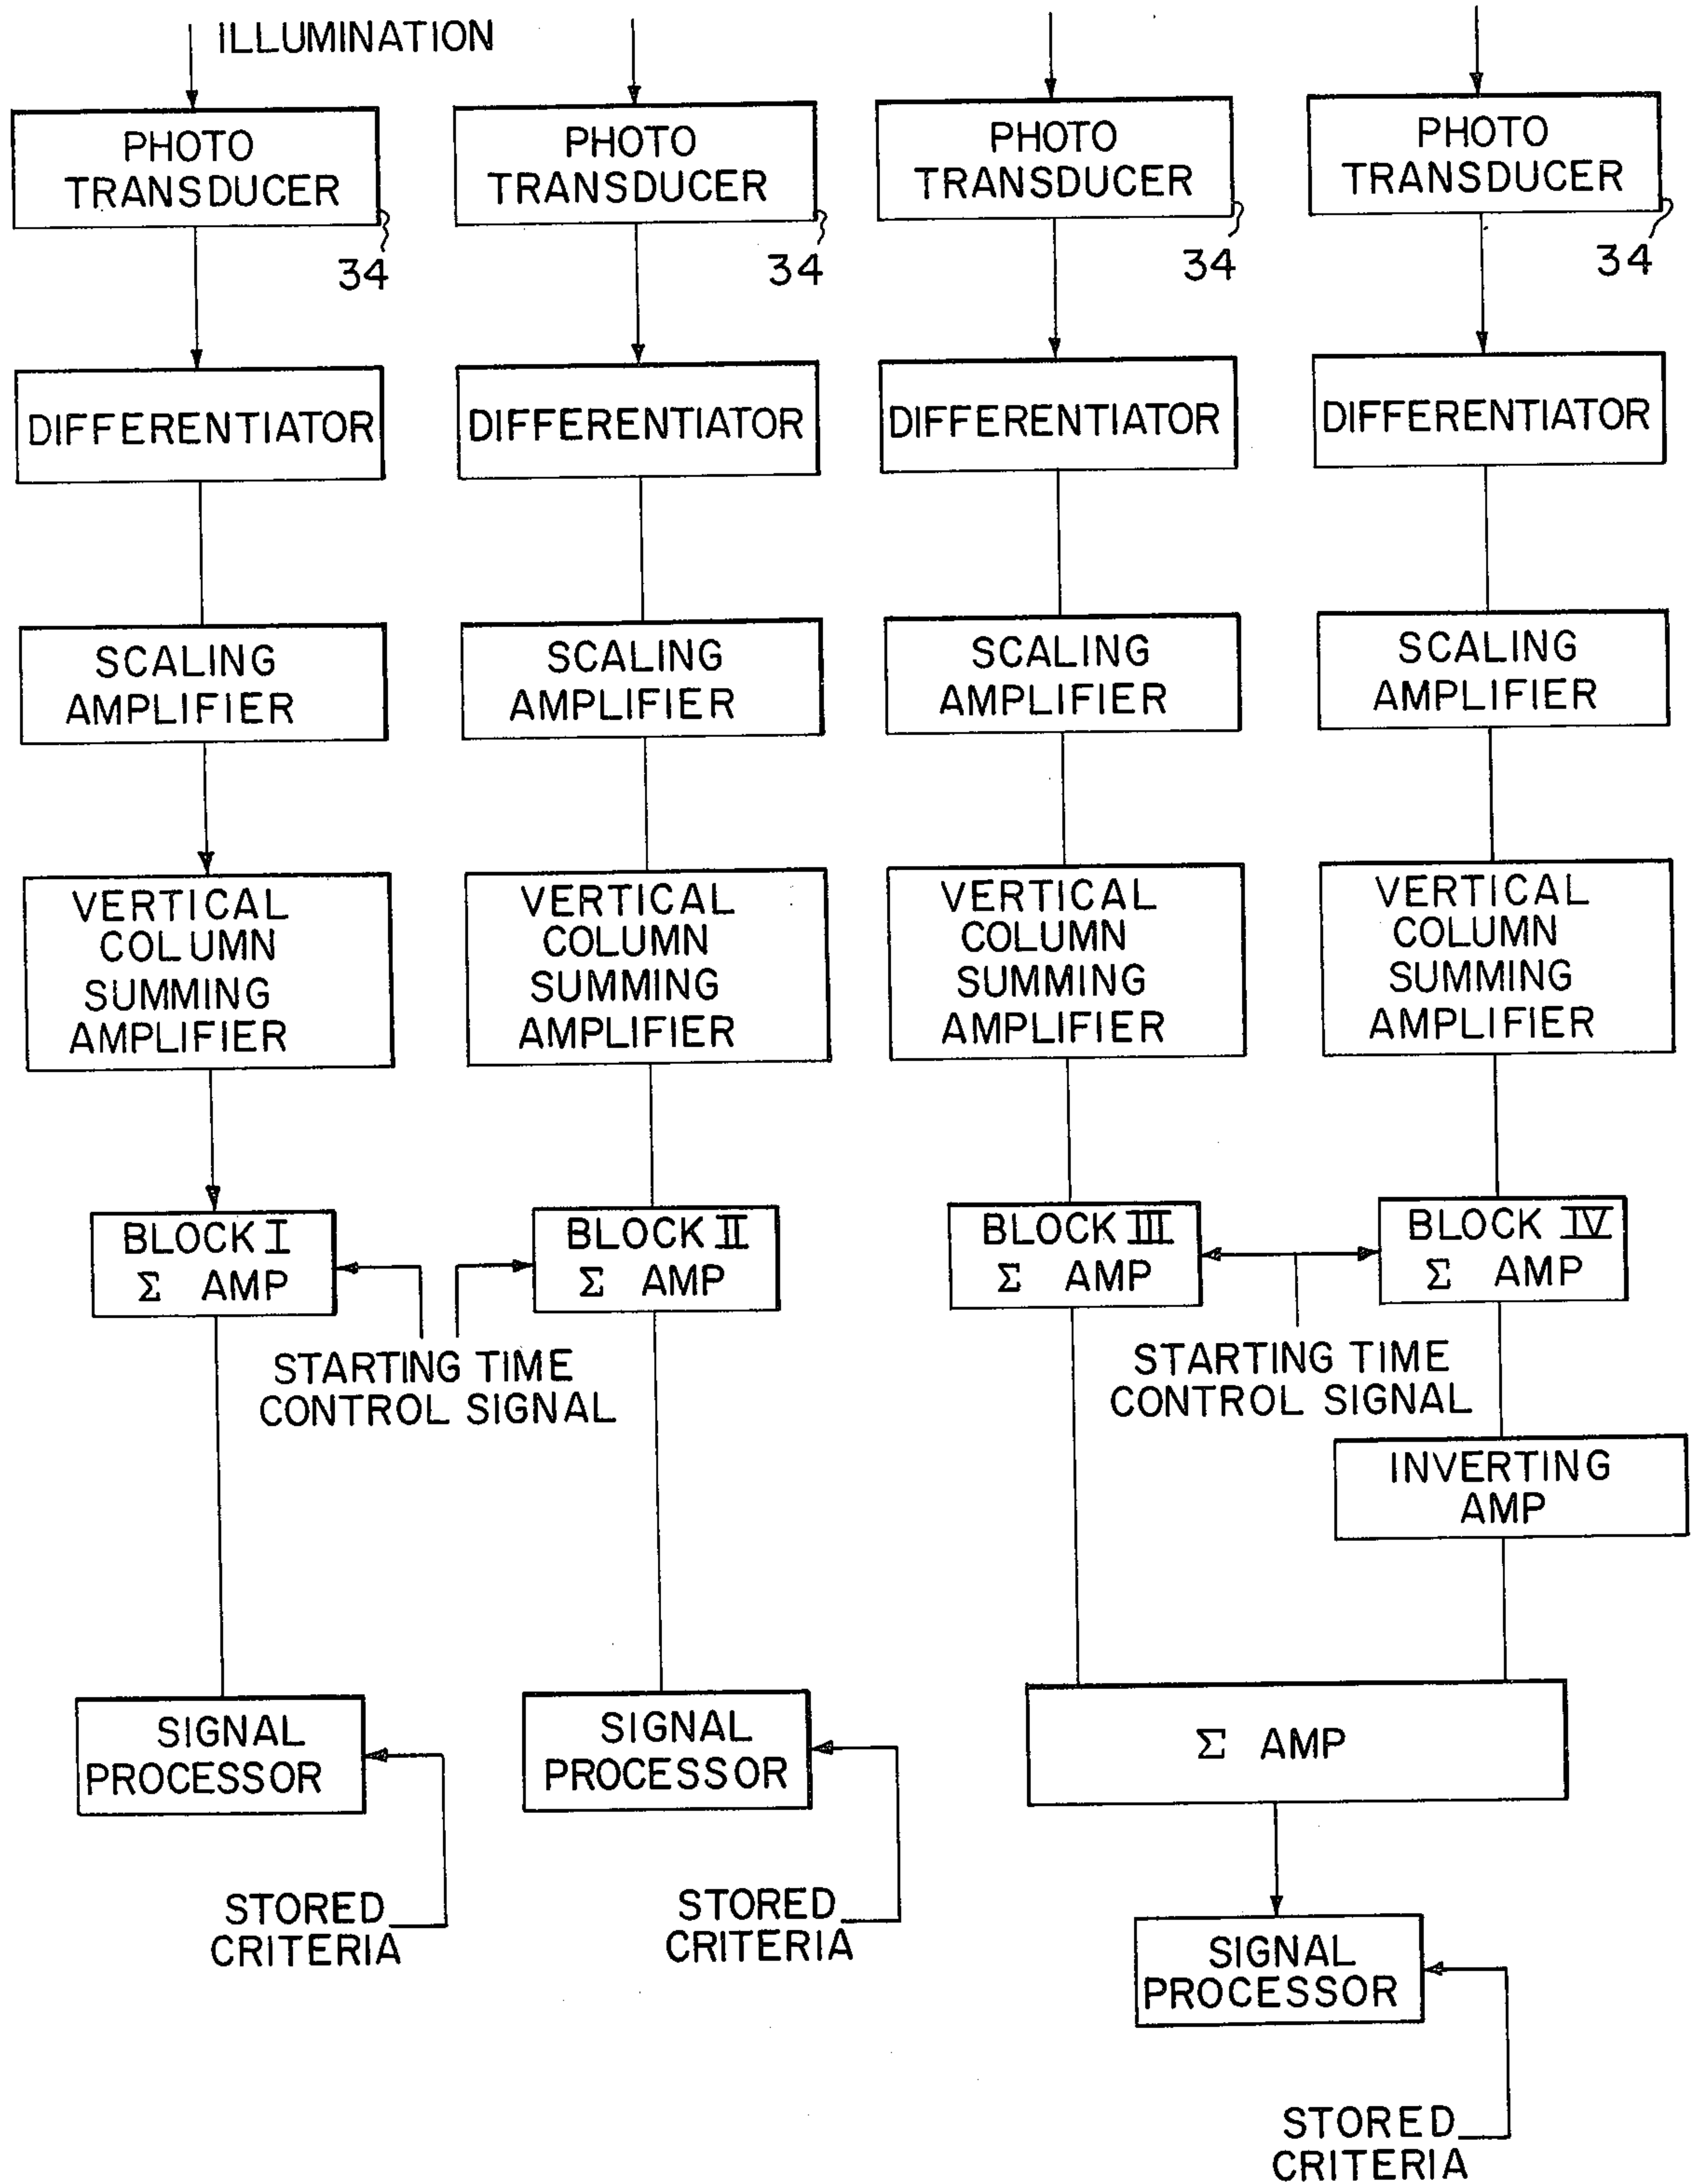 ILLUMINATION
PHOTO
TRANSDUCER
34
PHOTO
TRANSDUCER
34
PHOTO
TRANSDUCER
34
PHOTO
TRANSDUCER
34
DIFFERENTIATOR
DIFFERENTIATOR
DIFFERENTIATOR
DIFFERENTIATOR
SCALING
AMPLIFIER
SCALING
AMPLIFIER
SCALING
AMPLIFIER
SCALING
AMPLIFIER
VERTICAL
COLUMN
SUMMING
AMPLIFIER
VERTICAL
COLUMN
SUMMING
AMPLIFIER
VERTICAL
COLUMN
SUMMING
AMPLIFIER
VERTICAL
COLUMN
SUMMING
AMPLIFIER
BLOCK I
Σ AMP
BLOCK II
Σ AMP
BLOCK III
Σ AMP
BLOCK IV
Σ AMP
STARTING TIME
CONTROL SIGNAL
STARTING TIME
CONTROL SIGNAL
INVERTING
AMP
SIGNAL
PROCESSOR
SIGNAL
PROCESSOR
Σ AMP
STORED
CRITERIA
STORED
CRITERIA
SIGNAL
PROCESSOR
STORED
CRITERIA